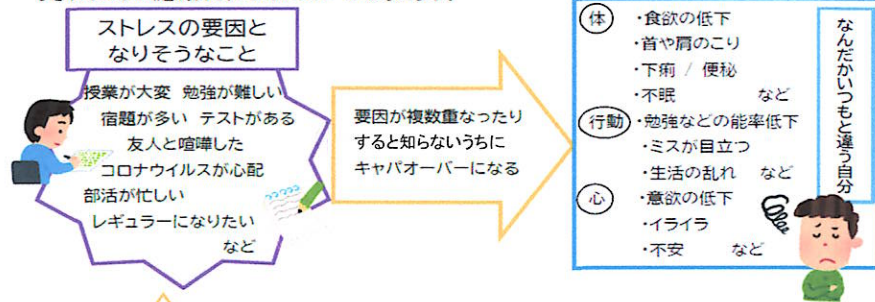 ストレスの要因と
なりそうなこと
授業が大変 勉強が難しい
宿題が多い テストがある
友人と喧嘩した
コロナウイルスが心配
部活が忙しい
レギュラーになりたい
など
要因が複数重なったり
すると知らないうちに
キャパオーバーになる
体 ・食欲の低下
・首や肩のこり
・下痢 / 便秘
・不眠 など
行動 ・勉強などの能率低下
・ミスが目立つ
・生活の乱れ など
心 ・意欲の低下
・イライラ
・不安 など
なんだかいつもと違う自分